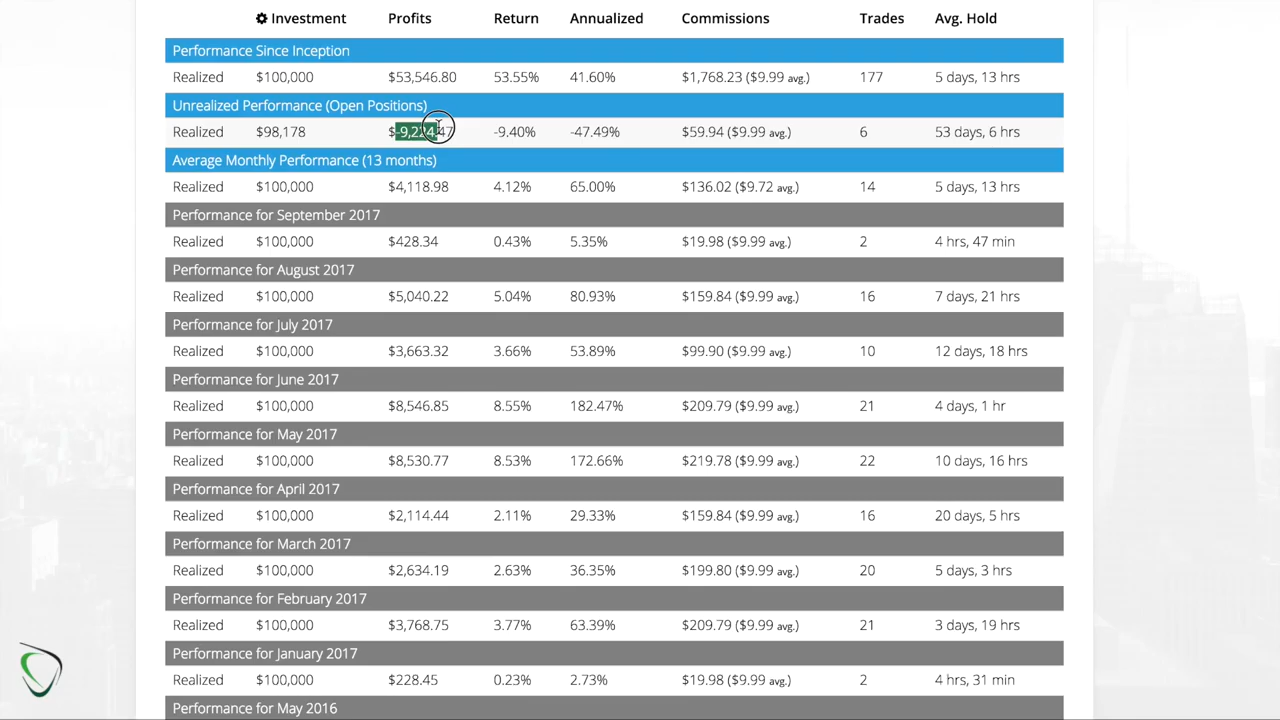 Investment Profits Return Annualized Commissions Trades Avg. Hold
Performance Since Inception
Realized $100,000 $53,546.80 53.55% 41.60% $1,768.23 ($9.99 avg.) 177 5 days, 13 hrs
Unrealized Performance (Open Positions)
Realized $98,178 $-9,224.47 -9.40% -47.49% $59.94 ($9.99 avg.) 6 53 days, 6 hrs
Average Monthly Performance (13 months)
Realized $100,000 $4,118.98 4.12% 65.00% $136.02 ($9.72 avg.) 14 5 days, 13 hrs
Performance for September 2017
Realized $100,000 $428.34 0.43% 5.35% $19.98 ($9.99 avg.) 2 4 hrs, 47 min
Performance for August 2017
Realized $100,000 $5,040.22 5.04% 80.93% $159.84 ($9.99 avg.) 16 7 days, 21 hrs
Performance for July 2017
Realized $100,000 $3,663.32 3.66% 53.89% $99.90 ($9.99 avg.) 10 12 days, 18 hrs
Performance for June 2017
Realized $100,000 $8,546.85 8.55% 182.47% $209.79 ($9.99 avg.) 21 4 days, 1 hr
Performance for May 2017
Realized $100,000 $8,530.77 8.53% 172.66% $219.78 ($9.99 avg.) 22 10 days, 16 hrs
Performance for April 2017
Realized $100,000 $2,114.44 2.11% 29.33% $159.84 ($9.99 avg.) 16 20 days, 5 hrs
Performance for March 2017
Realized $100,000 $2,634.19 2.63% 36.35% $199.80 ($9.99 avg.) 20 5 days, 3 hrs
Performance for February 2017
Realized $100,000 $3,768.75 3.77% 63.39% $209.79 ($9.99 avg.) 21 3 days, 19 hrs
Performance for January 2017
Realized $100,000 $228.45 0.23% 2.73% $19.98 ($9.99 avg.) 2 4 hrs, 31 min
Performance for May 2016